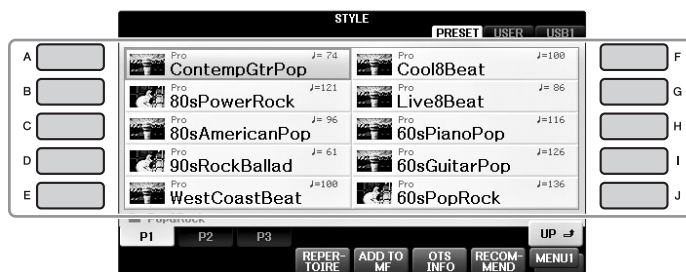 STYLE
PRESET USER USB1
A
Pro ♩= 74
ContempGtrPop
Pro ♩=100
Cool8Beat
F
B
Pro ♩=121
80sPowerRock
Pro ♩= 86
Live8Beat
G
C
Pro ♩= 96
80sAmericanPop
Pro ♩=116
60sPianoPop
H
D
Pro ♩= 61
90sRockBallad
Pro ♩=126
60sGuitarPop
I
E
Pro ♩=100
WestCoastBeat
Pro ♩=136
60sPopRock
J
Pop&Rock
P1 P2 P3 UP
REPER-
TOIRE
ADD TO
MF
OTS
INFO
RECOM-
MEND
MENU1